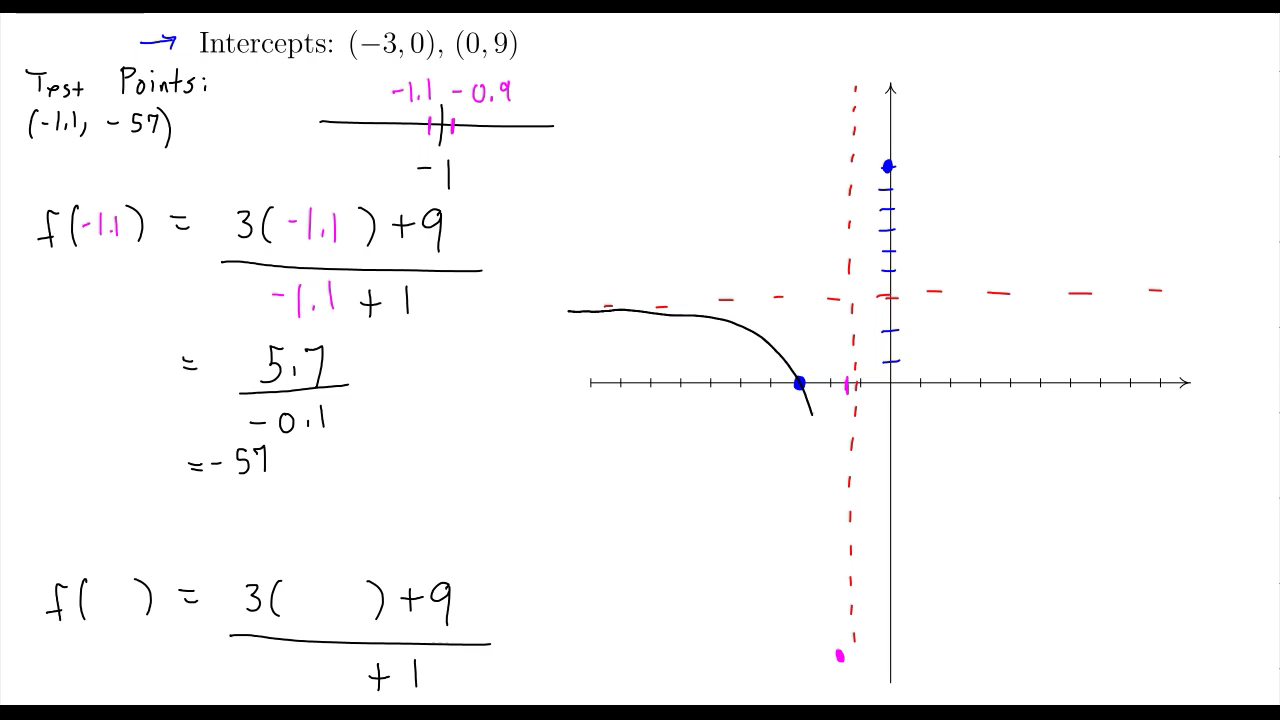 → Intercepts: (−3, 0), (0, 9)
Test Points:
-1.1 -0.9
(-1.1, -57)
-1
f(-1.1) = 3(-1.1) +9
-1.1 + 1
= 5.7
-0.1
= -57
f( ) = 3( ) +9
+ 1